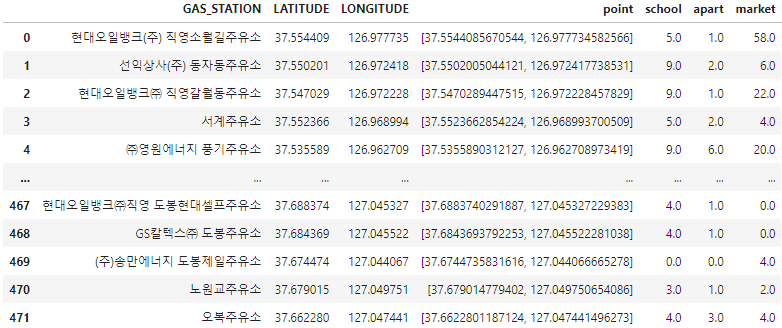 GAS_STATION LATITUDE LONGITUDE point school apart market
0 현대오일뱅크(주) 직영소월길주유소 37.554409 126.977735 [37.5544085670544, 126.977734582566] 5.0 1.0 58.0
1 선익상사(주) 동자동주유소 37.550201 126.972418 [37.5502005044121, 126.972417738531] 9.0 2.0 6.0
2 현대오일뱅크㈜ 직영갈월동주유소 37.547029 126.972228 [37.5470289447515, 126.972228457829] 9.0 1.0 22.0
3 서계주유소 37.552366 126.968994 [37.5523662854224, 126.968993700509] 5.0 2.0 4.0
4 ㈜영원에너지 풍기주유소 37.535589 126.962709 [37.5355890312127, 126.962708973419] 9.0 6.0 20.0
... ... ... ... ... ... ... ...
467 현대오일뱅크㈜직영 도봉현대셀프주유소 37.688374 127.045327 [37.6883740291887, 127.045327229383] 4.0 1.0 0.0
468 GS칼텍스㈜ 도봉주유소 37.684369 127.045522 [37.6843693792253, 127.045522281038] 4.0 1.0 0.0
469 (주)송만에너지 도봉제일주유소 37.674474 127.044067 [37.6744735831616, 127.044066665278] 0.0 0.0 4.0
470 노원교주유소 37.679015 127.049751 [37.679014779402, 127.049750654086] 3.0 1.0 2.0
471 오복주유소 37.662280 127.047441 [37.6622801187124, 127.047441496273] 4.0 3.0 4.0